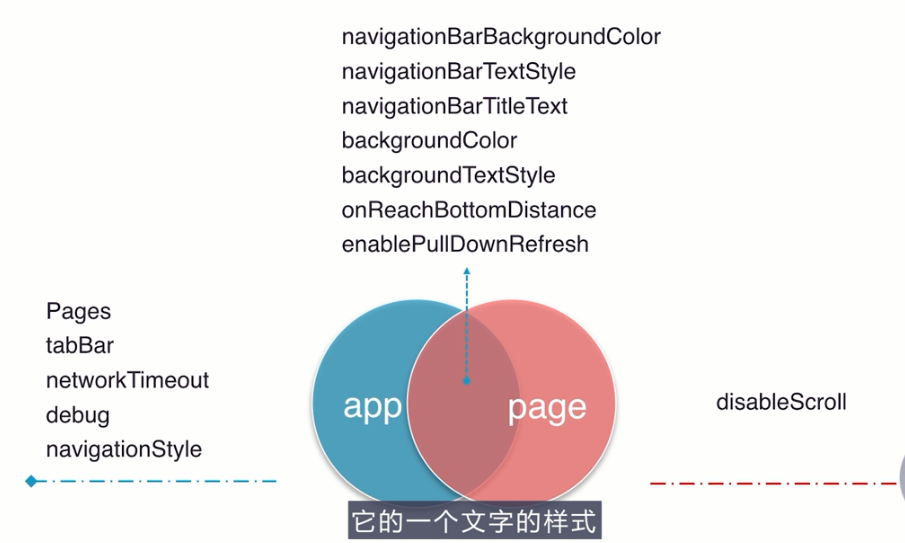 navigationBarBackgroundColor
navigationBarTextStyle
navigationBarTitleText
backgroundColor
backgroundTextStyle
onReachBottomDistance
enablePullDownRefresh
Pages
tabBar
networkTimeout
debug
navigationStyle
app
page
disableScroll
它的一个文字的样式